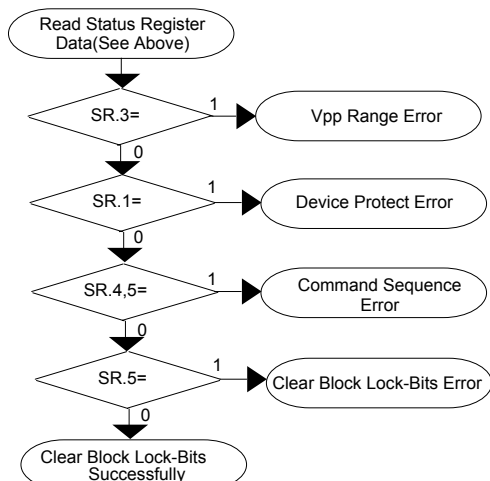 Read Status Register
Data(See Above)
SR.3=
1
Vpp Range Error
0
SR.1=
1
Device Protect Error
0
SR.4,5=
1
Command Sequence
Error
0
SR.5=
1
Clear Block Lock-Bits Error
0
Clear Block Lock-Bits
Successfully